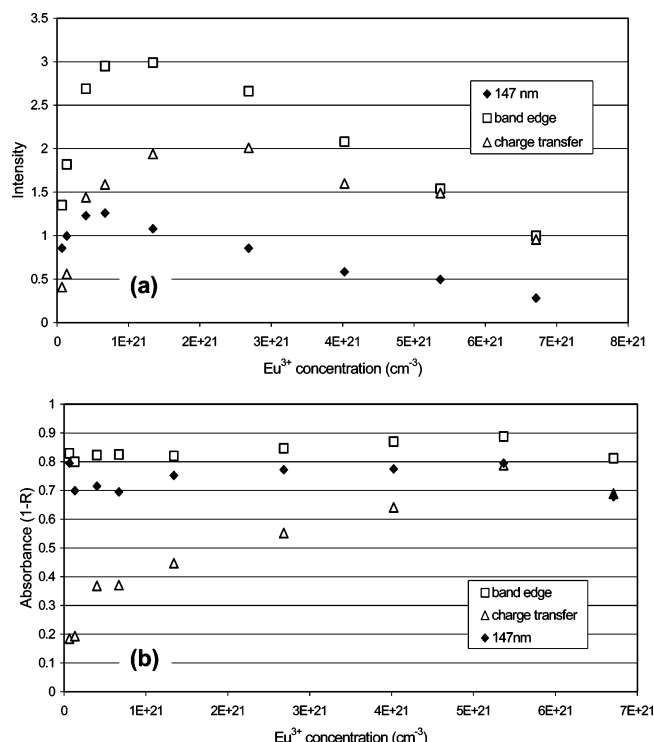 3.5
3
2.5
2
1.5
1
0.5
0
Intensity
147 nm
band edge
charge transfer
(a)
0 1E+21 2E+21 3E+21 4E+21 5E+21 6E+21 7E+21 8E+21
Eu³⁺ concentration (cm⁻³)
1
0.9
0.8
0.7
0.6
0.5
0.4
0.3
0.2
0.1
0
Absorbance (1-R)
band edge
charge transfer
147nm
(b)
0 1E+21 2E+21 3E+21 4E+21 5E+21 6E+21 7E+21
Eu³⁺ concentration (cm⁻³)